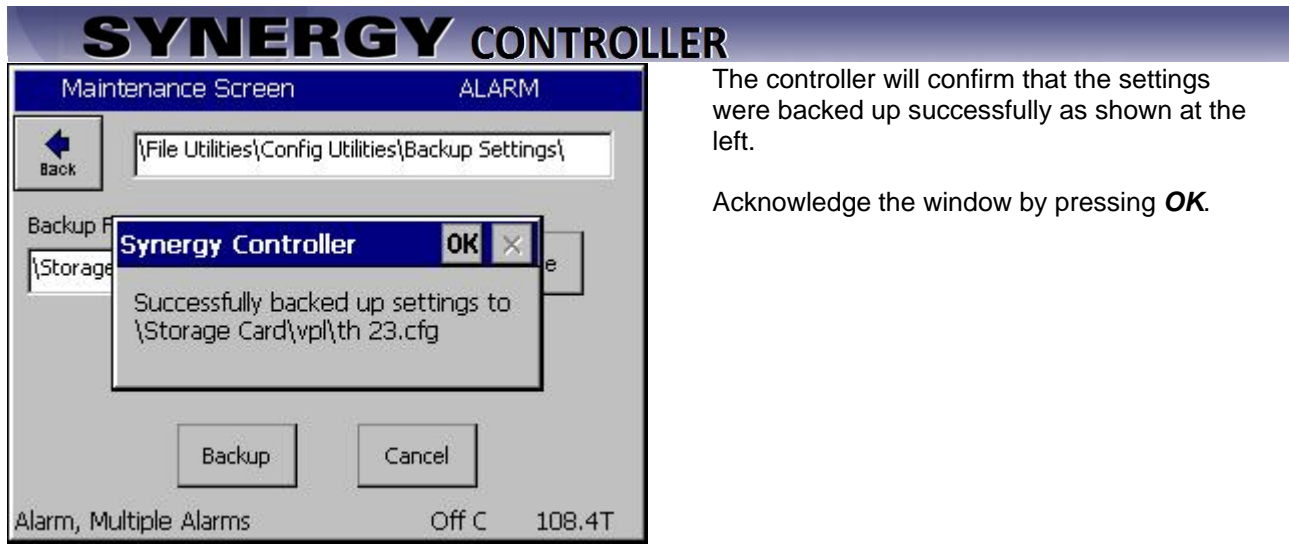 SYNERGY CONTROLLER
Maintenance Screen ALARM
Back
\File Utilities\Config Utilities\Backup Settings\
Backup F
\Storage
e
Synergy Controller OK
Successfully backed up settings to
\Storage Card\vpl\th 23.cfg
Backup Cancel
Alarm, Multiple Alarms Off C 108.4T
The controller will confirm that the settings
were backed up successfully as shown at the
left.
Acknowledge the window by pressing OK.